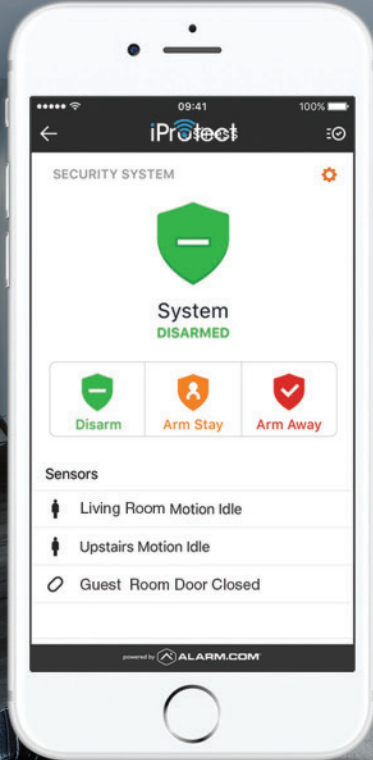 09:41
100%
iProtect
SECURITY SYSTEM
System
DISARMED
Disarm
Arm Stay
Arm Away
Sensors
Living Room Motion Idle
Upstairs Motion Idle
Guest Room Door Closed
powered by ALARM.COM